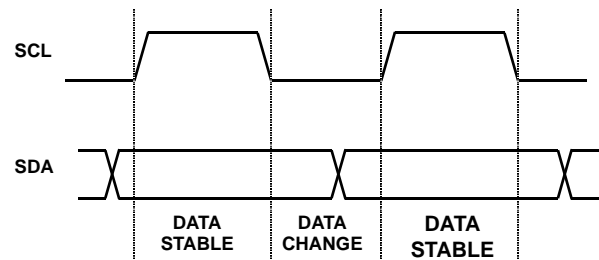 SCL
SDA
DATA
STABLE
DATA
CHANGE
DATA
STABLE